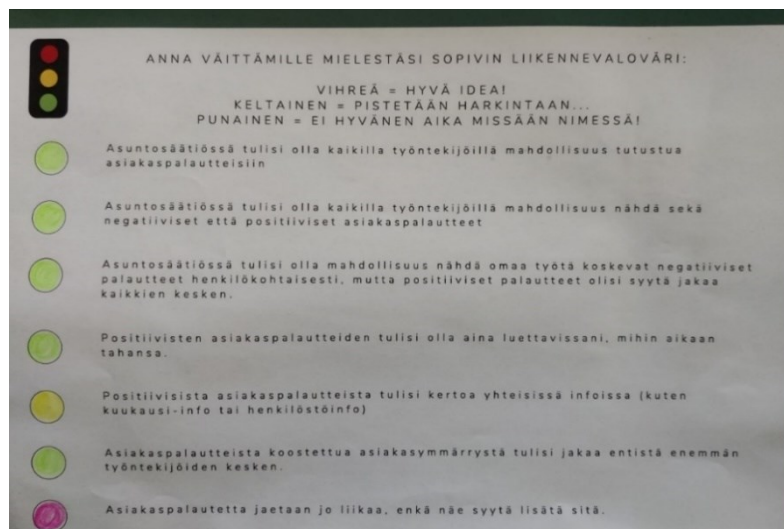 ANNA VÄITTÄMILLE MIELESTÄSI SOPIVIN LIIKENNEVALOVÄRI:
VIHREÄ = HYVÄ IDEA!
KELTAINEN = PISTETÄÄN HARKINTAAN...
PUNAINEN = EI HYVÄNEN AIKA MISSÄÄN NIMESSÄ!
Asuntosäätiössä tulisi olla kaikilla työntekijöillä mahdollisuus tutustua
asiakaspalautteisiin
Asuntosäätiössä tulisi olla kaikilla työntekijöillä mahdollisuus nähdä sekä
negatiiviset että positiiviset asiakaspalautteet
Asuntosäätiössä tulisi olla mahdollisuus nähdä omaa työtä koskevat negatiiviset
palautteet henkilökohtaisesti, mutta positiiviset palautteet olisi syytä jakaa
kaikkien kesken.
Positiivisten asiakaspalautteiden tulisi olla aina luettavissani, mihin aikaan
tahansa.
Positiivisista asiakaspalautteista tulisi kertoa yhteisissä infoissa (kuten
kuukausi-info tai henkilöstöinfo)
Asiakaspalautteista koostettua asiakasymmärrystä tulisi jakaa entistä enemmän
työntekijöiden kesken.
Asiakaspalautetta jaetaan jo liikaa, enkä näe syytä lisätä sitä.